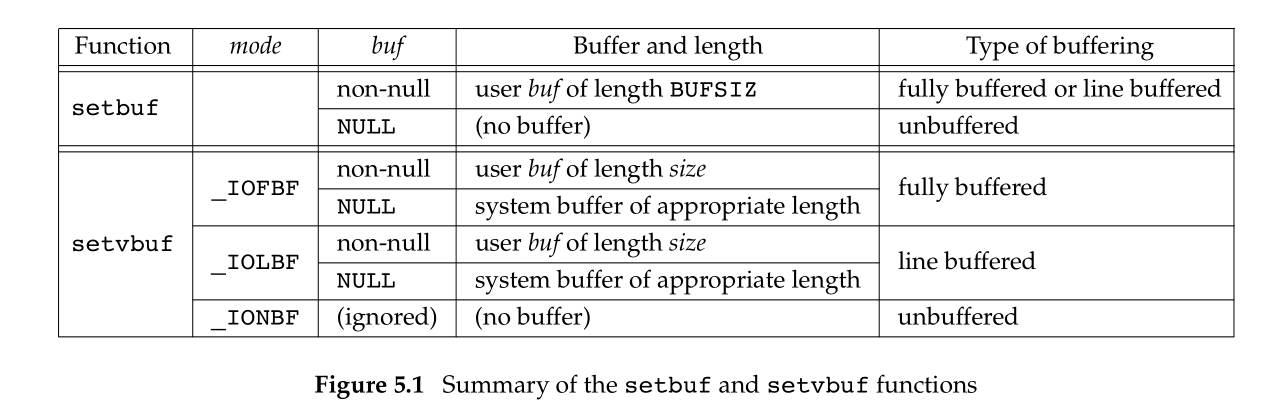 Function mode buf Buffer and length Type of buffering
setbuf non-null user buf of length BUFSIZ fully buffered or line buffered
NULL (no buffer) unbuffered
setvbuf _IOFBF non-null user buf of length size fully buffered
NULL system buffer of appropriate length
_IOLBF non-null user buf of length size line buffered
NULL system buffer of appropriate length
_IONBF (ignored) (no buffer) unbuffered
Figure 5.1 Summary of the setbuf and setvbuf functions